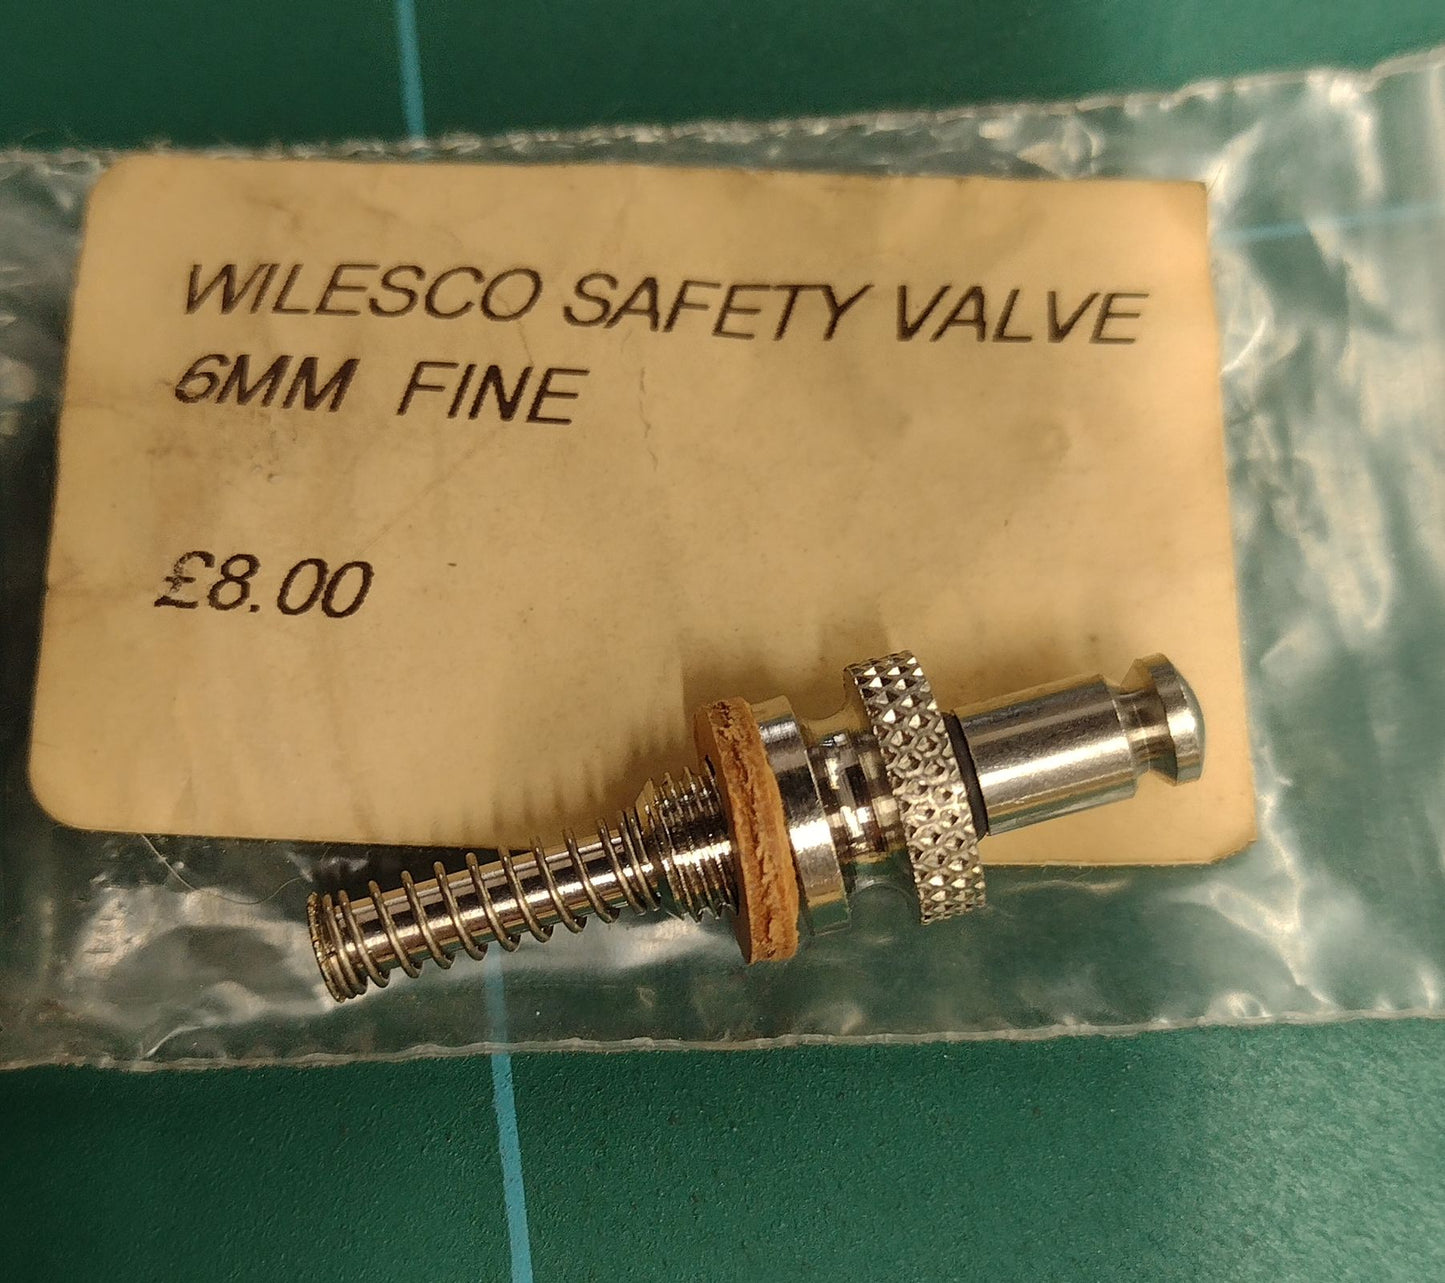 WILESCO SAFETY VALVE
6MM FINE
£8.00